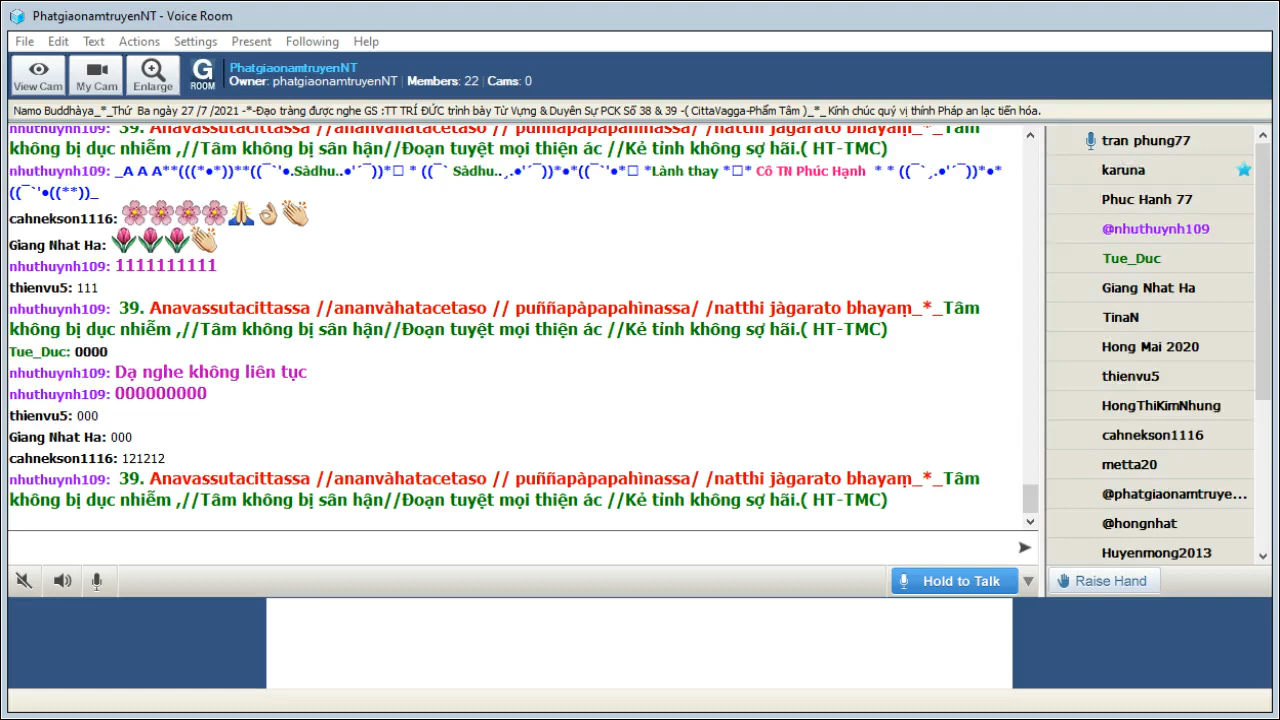 PhatgiaonamtruyenNT - Voice Room
File Edit Text Actions Settings Present Following Help
View Cam My Cam Enlarge G ROOM
PhatgiaonamtruyenNT
Owner: phatgiaonamtruyenNT | Members: 22 | Cams: 0
Namo Buddhàya_*_Thứ Ba ngày 27 /7 /2021 -*-Đạo tràng được nghe GS :TT TRÍ ĐỨC trình bày Từ Vựng & Duyên Sự PCK Số 38 & 39 -( CittaVagga-Phẩm Tâm )_*_ Kính chúc quý vị thính Pháp an lạc tiến hóa.
nhuthuynh109: 39. Anavassutacittassa //ananvàhatacetaso // puññapàpapahìnassa/ /natthi jàgarato bhayaṃ_*_Tâm
không bị dục nhiễm ,//Tâm không bị sân hận//Đoạn tuyệt mọi thiện ác //Kẻ tỉnh không sợ hãi.( HT-TMC)
nhuthuynh109: _A A A**(((*●*))**((¯`'●.Sàdhu..●'´¯))*□ * ((¯` Sàdhu..¸.●'´¯))*●*((¯`'●*□ *Lành thay *□* Cô TN Phúc Hạnh * * ((¯`¸.●'´¯))*●*
((¯`'●((**))_
cahnekson1116: 🌸🌸🌸🌸🙏👌👏
Giang Nhat Ha: 🌷🌷🌷👏
nhuthuynh109: 1111111111
thienvu5: 111
nhuthuynh109: 39. Anavassutacittassa //ananvàhatacetaso // puññapàpapahìnassa/ /natthi jàgarato bhayaṃ_*_Tâm
không bị dục nhiễm ,//Tâm không bị sân hận//Đoạn tuyệt mọi thiện ác //Kẻ tỉnh không sợ hãi.( HT-TMC)
Tue_Duc: 0000
nhuthuynh109: Dạ nghe không liên tục
nhuthuynh109: 000000000
thienvu5: 000
Giang Nhat Ha: 000
cahnekson1116: 121212
nhuthuynh109: 39. Anavassutacittassa //ananvàhatacetaso // puññapàpapahìnassa/ /natthi jàgarato bhayaṃ_*_Tâm
không bị dục nhiễm ,//Tâm không bị sân hận//Đoạn tuyệt mọi thiện ác //Kẻ tỉnh không sợ hãi.( HT-TMC)
Hold to Talk
tran phung77
karuna
Phuc Hanh 77
@nhuthuynh109
Tue_Duc
Giang Nhat Ha
TinaN
Hong Mai 2020
thienvu5
HongThiKimNhung
cahnekson1116
metta20
@phatgiaonamtruye...
@hongnhat
Huyenmong2013
Raise Hand